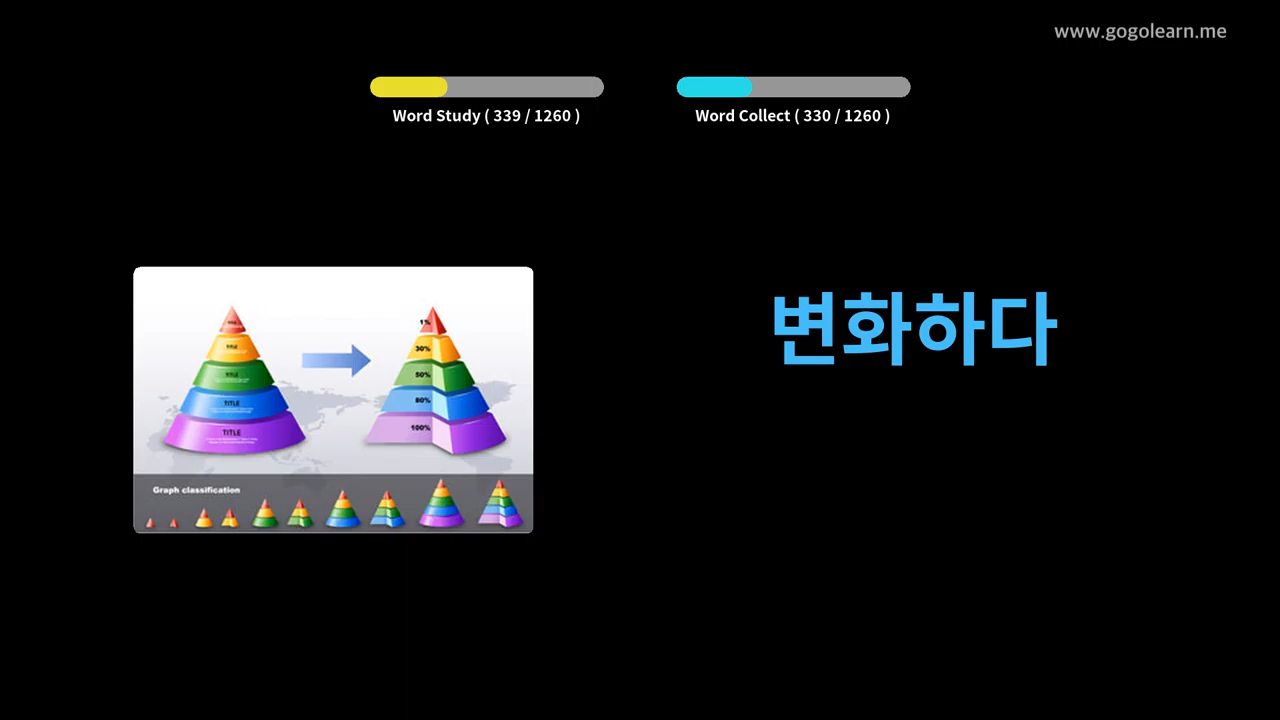 www.gogolearn.me
Word Study ( 339 / 1260 )
Word Collect ( 330 / 1260 )
변화하다
TITLE
TITLE
TITLE
TITLE
1%
30%
50%
80%
100%
Graph classification